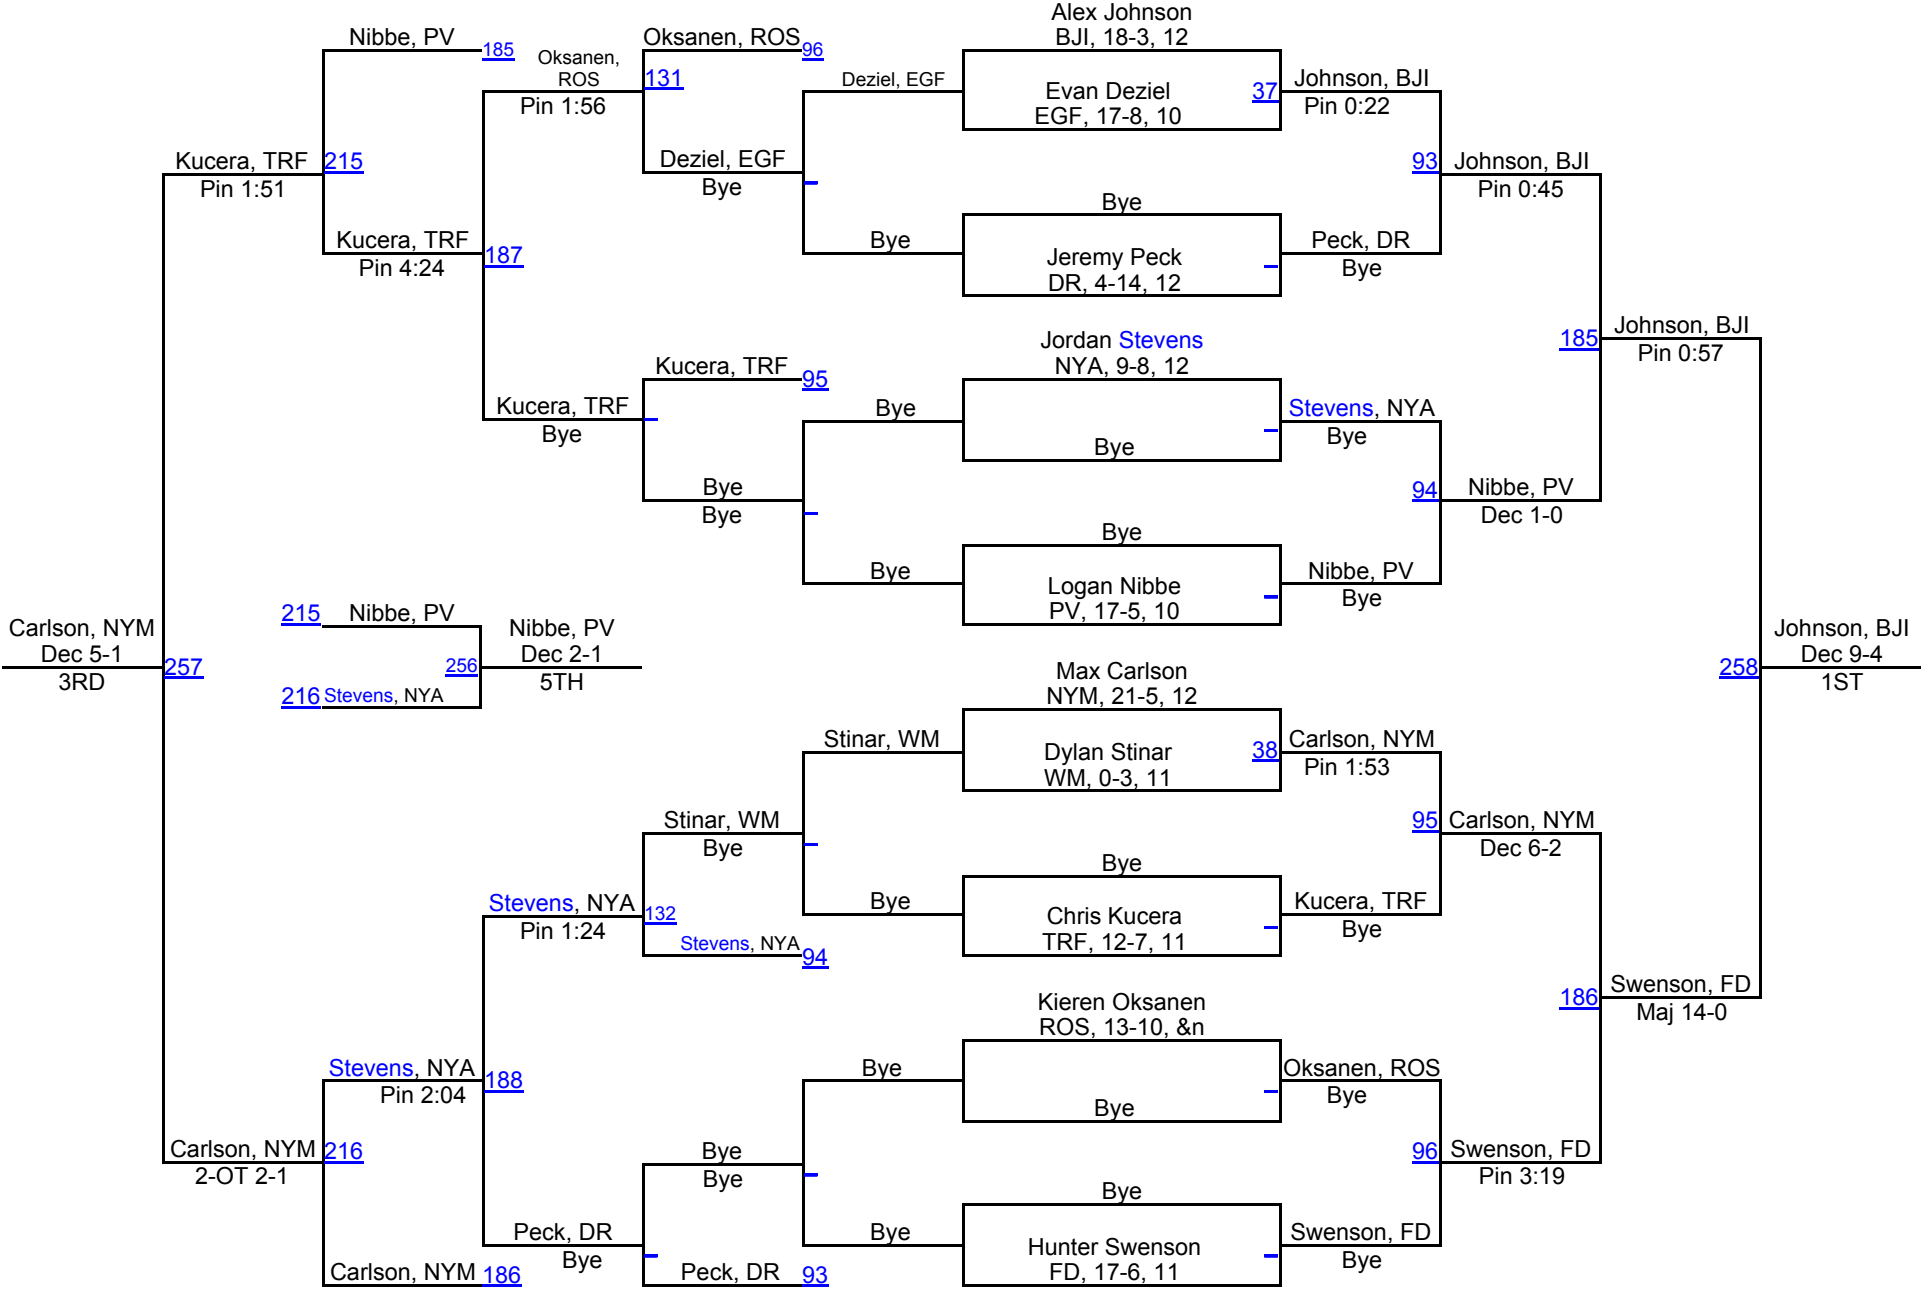 Alex Johnson
BJI, 18-3, 12
Nibbe, PV
185
Oksanen,
ROS
Pin 1:56
Oksanen, ROS
96
131
Deziel, EGF
Evan Deziel
EGF, 17-8, 10
37
Johnson, BJI
Pin 0:22
Kucera, TRF
Pin 1:51
215
Deziel, EGF
Bye
93
Johnson, BJI
Pin 0:45
Kucera, TRF
Pin 4:24
187
Bye
Bye
Jeremy Peck
DR, 4-14, 12
Peck, DR
Bye
Jordan Stevens
NYA, 9-8, 12
185
Johnson, BJI
Pin 0:57
Kucera, TRF
95
Kucera, TRF
Bye
Bye
Bye
Stevens, NYA
Bye
Bye
Bye
94
Nibbe, PV
Dec 1-0
Bye
Bye
Logan Nibbe
PV, 17-5, 10
Nibbe, PV
Bye
Carlson, NYM
Dec 5-1
3RD
257
215
Nibbe, PV
216
Stevens, NYA
256
Nibbe, PV
Dec 2-1
5TH
258
Johnson, BJI
Dec 9-4
1ST
Max Carlson
NYM, 21-5, 12
Stinar, WM
Dylan Stinar
WM, 0-3, 11
38
Carlson, NYM
Pin 1:53
Stinar, WM
Bye
95
Carlson, NYM
Dec 6-2
Bye
Stevens, NYA
Pin 1:24
132
Bye
Chris Kucera
TRF, 12-7, 11
Kucera, TRF
Bye
Stevens, NYA
94
Kieren Oksanen
ROS, 13-10, &n
186
Swenson, FD
Maj 14-0
Stevens, NYA
Pin 2:04
188
Bye
Bye
Oksanen, ROS
Bye
Carlson, NYM
2-OT 2-1
216
Bye
Bye
96
Swenson, FD
Pin 3:19
Bye
Peck, DR
Bye
Bye
Hunter Swenson
FD, 17-6, 11
Swenson, FD
Bye
Carlson, NYM
186
Peck, DR
93